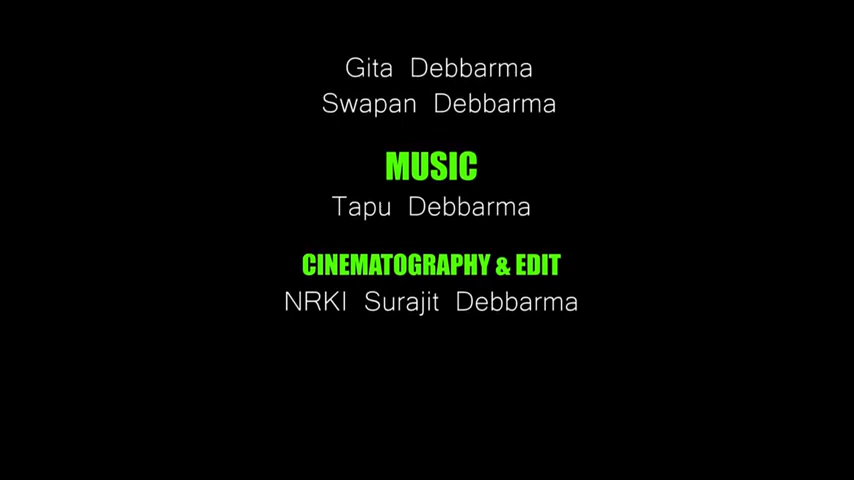 Gita Debbarma
Swapan Debbarma
MUSIC
Tapu Debbarma
CINEMATOGRAPHY & EDIT
NRKI Surajit Debbarma